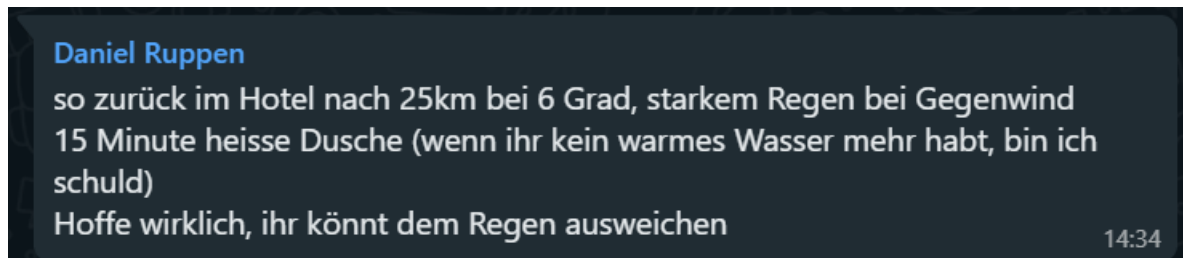 Daniel Ruppen
so zurück im Hotel nach 25km bei 6 Grad, starkem Regen bei Gegenwind
15 Minute heisse Dusche (wenn ihr kein warmes Wasser mehr habt, bin ich
schuld)
Hoffe wirklich, ihr könnt dem Regen ausweichen
14:34